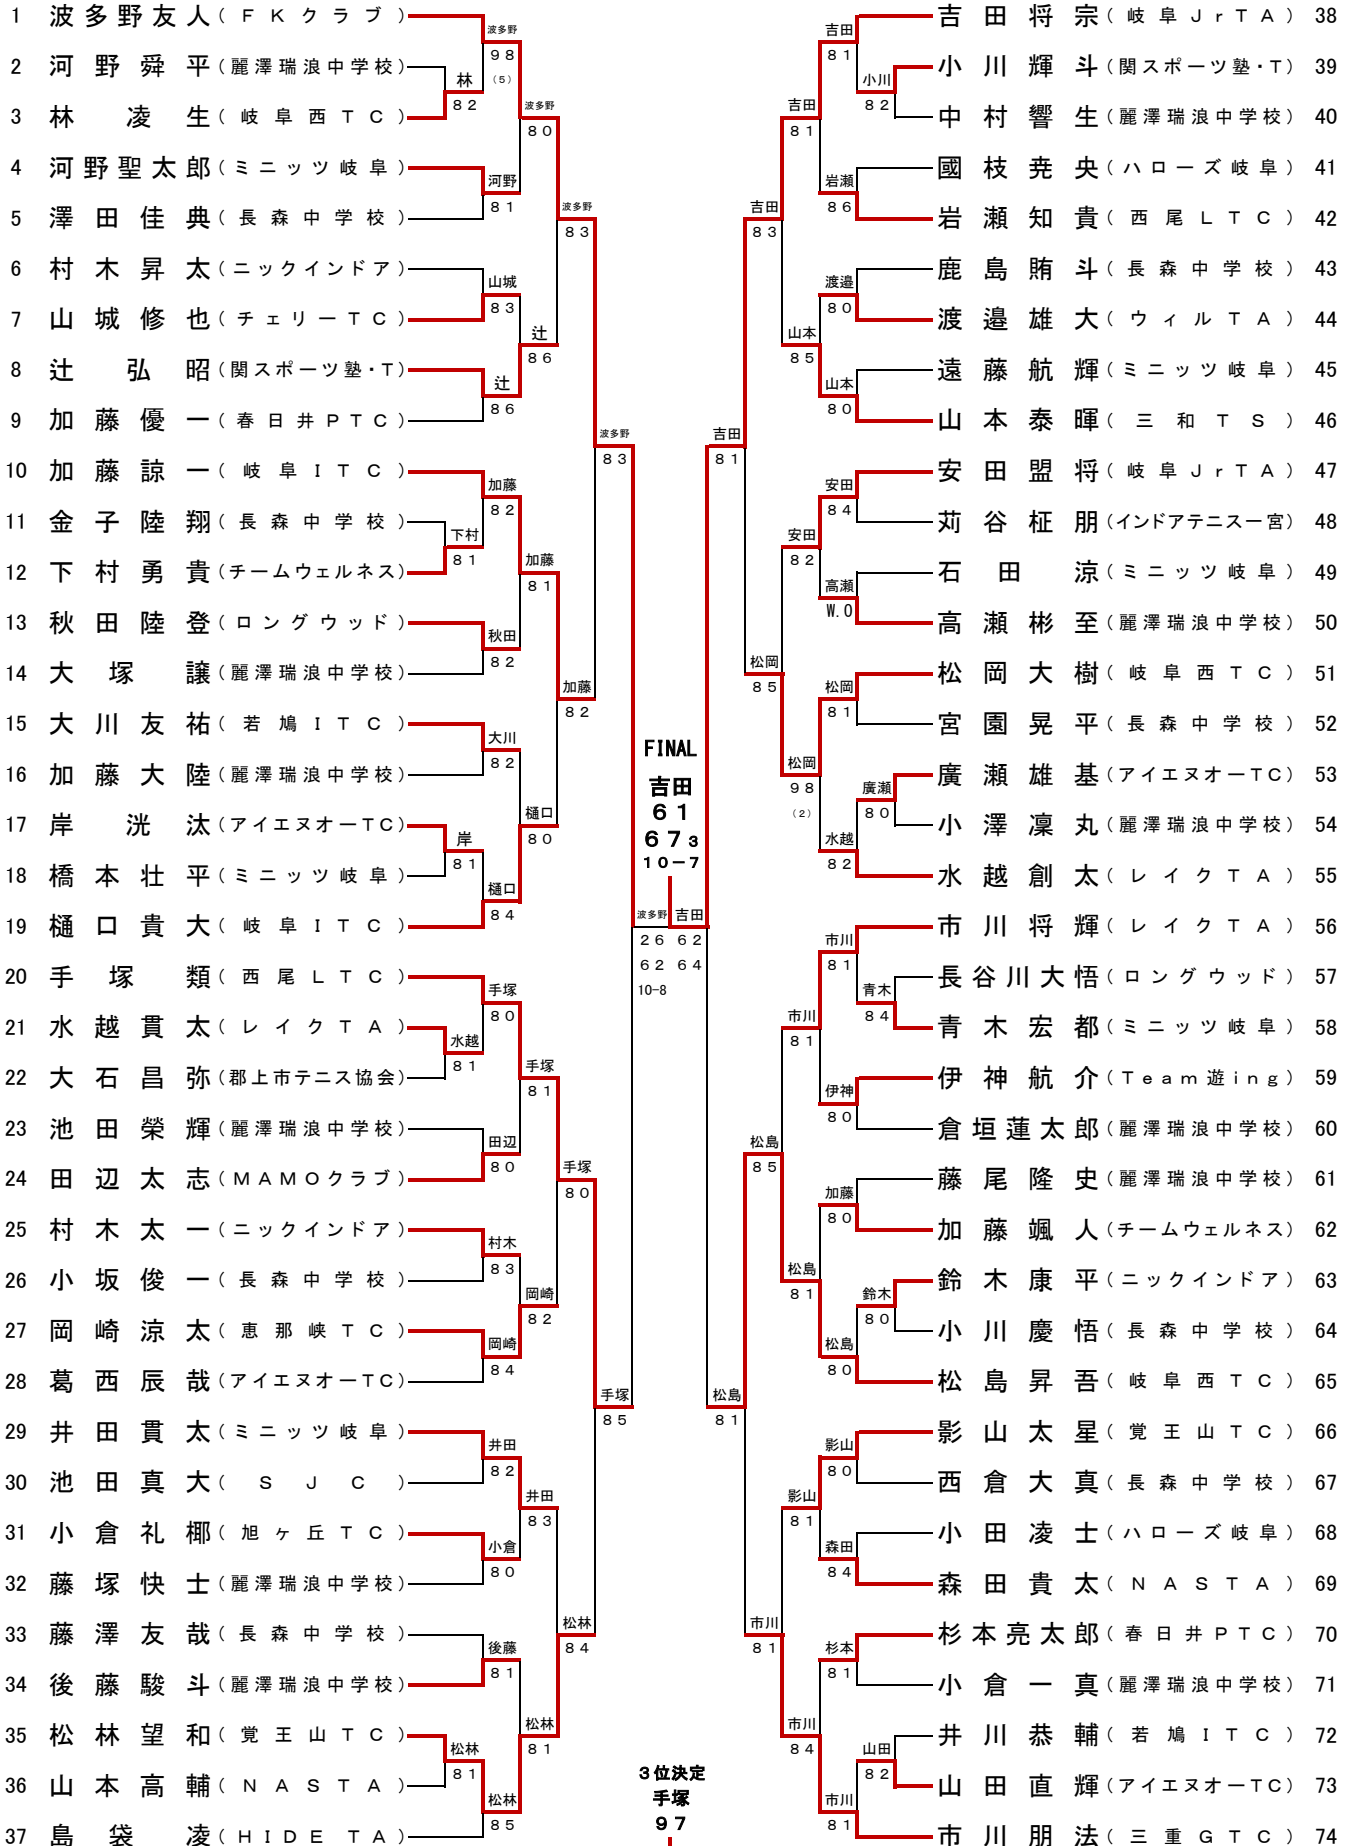 1 波多野友人(FKクラブ)
2 河野舜平(麗澤瑞浪中学校)
3 林凌生(岐阜西TC)
4 河野聖太郎(ミニッツ岐阜)
5 澤田佳典(長森中学校)
6 村木昇太(ニックインドア)
7 山城修也(チェリーTC)
8 辻弘昭(関スポーツ塾・T)
9 加藤優一(春日井PTC)
10 加藤諒一(岐阜ITC)
11 金子陸翔(長森中学校)
12 下村勇貴(チームウェルネス)
13 秋田陸登(ロングウッド)
14 大塚譲(麗澤瑞浪中学校)
15 大川友祐(若鳩ITC)
16 加藤大陸(麗澤瑞浪中学校)
17 岸洸汰(アイエヌオーTC)
18 橋本壮平(ミニッツ岐阜)
19 樋口貴大(岐阜ITC)
20 手塚類(西尾LTC)
21 水越貫太(レイクTA)
22 大石昌弥(郡上市テニス協会)
23 池田榮輝(麗澤瑞浪中学校)
24 田辺太志(MAMOクラブ)
25 村木太一(ニックインドア)
26 小坂俊一(長森中学校)
27 岡崎涼太(恵那峡TC)
28 葛西辰哉(アイエヌオーTC)
29 井田貫太(ミニッツ岐阜)
30 池田真大(SJC)
31 小倉礼椰(旭ヶ丘TC)
32 藤塚快士(麗澤瑞浪中学校)
33 藤澤友哉(長森中学校)
34 後藤駿斗(麗澤瑞浪中学校)
35 松林望和(覚王山TC)
36 山本高輔(NASTA)
37 島袋凌(HIDE TA)
林
82
下村
81
岸
81
水越
81
松林
81
波多野
98
(5)
河野
81
山城
83
辻
86
加藤
82
秋田
82
大川
82
樋口
84
手塚
80
田辺
80
村木
83
岡崎
84
井田
82
小倉
80
後藤
81
松林
85
波多野
80
辻
86
加藤
81
樋口
80
手塚
81
岡崎
82
井田
83
松林
81
波多野
83
加藤
82
手塚
80
松林
84
波多野
83
手塚
85
波多野
26
62
10-8
FINAL
吉田
61
673
10-7
吉田
62
64
3位決定
手塚
97
吉田
81
松島
81
吉田
83
松岡
85
松島
85
市川
81
吉田
81
山本
85
安田
82
松岡
98
(2)
市川
81
松島
81
影山
81
市川
84
吉田
81
岩瀬
86
渡邉
80
山本
80
安田
84
高瀬
W.O
松岡
81
水越
82
市川
81
伊神
80
加藤
80
松島
80
影山
80
森田
84
杉本
81
市川
81
小川
82
廣瀬
80
青木
84
鈴木
80
山田
82
吉田将宗(岐阜JrTA) 38
小川輝斗(関スポーツ塾・T) 39
中村響生(麗澤瑞浪中学校) 40
國枝尭央(ハローズ岐阜) 41
岩瀬知貴(西尾LTC) 42
鹿島賄斗(長森中学校) 43
渡邉雄大(ウィルTA) 44
遠藤航輝(ミニッツ岐阜) 45
山本泰暉(三和TS) 46
安田盟将(岐阜JrTA) 47
苅谷柾朋(インドアテニス一宮) 48
石田涼(ミニッツ岐阜) 49
高瀬彬至(麗澤瑞浪中学校) 50
松岡大樹(岐阜西TC) 51
宮園晃平(長森中学校) 52
廣瀬雄基(アイエヌオーTC) 53
小澤凜丸(麗澤瑞浪中学校) 54
水越創太(レイクTA) 55
市川将輝(レイクTA) 56
長谷川大悟(ロングウッド) 57
青木宏都(ミニッツ岐阜) 58
伊神航介(Team遊ing) 59
倉垣蓮太郎(麗澤瑞浪中学校) 60
藤尾隆史(麗澤瑞浪中学校) 61
加藤颯人(チームウェルネス) 62
鈴木康平(ニックインドア) 63
小川慶悟(長森中学校) 64
松島昇吾(岐阜西TC) 65
影山太星(覚王山TC) 66
西倉大真(長森中学校) 67
小田凌士(ハローズ岐阜) 68
森田貴太(NASTA) 69
杉本亮太郎(春日井PTC) 70
小倉一真(麗澤瑞浪中学校) 71
井川恭輔(若鳩ITC) 72
山田直輝(アイエヌオーTC) 73
市川朋法(三重GTC) 74